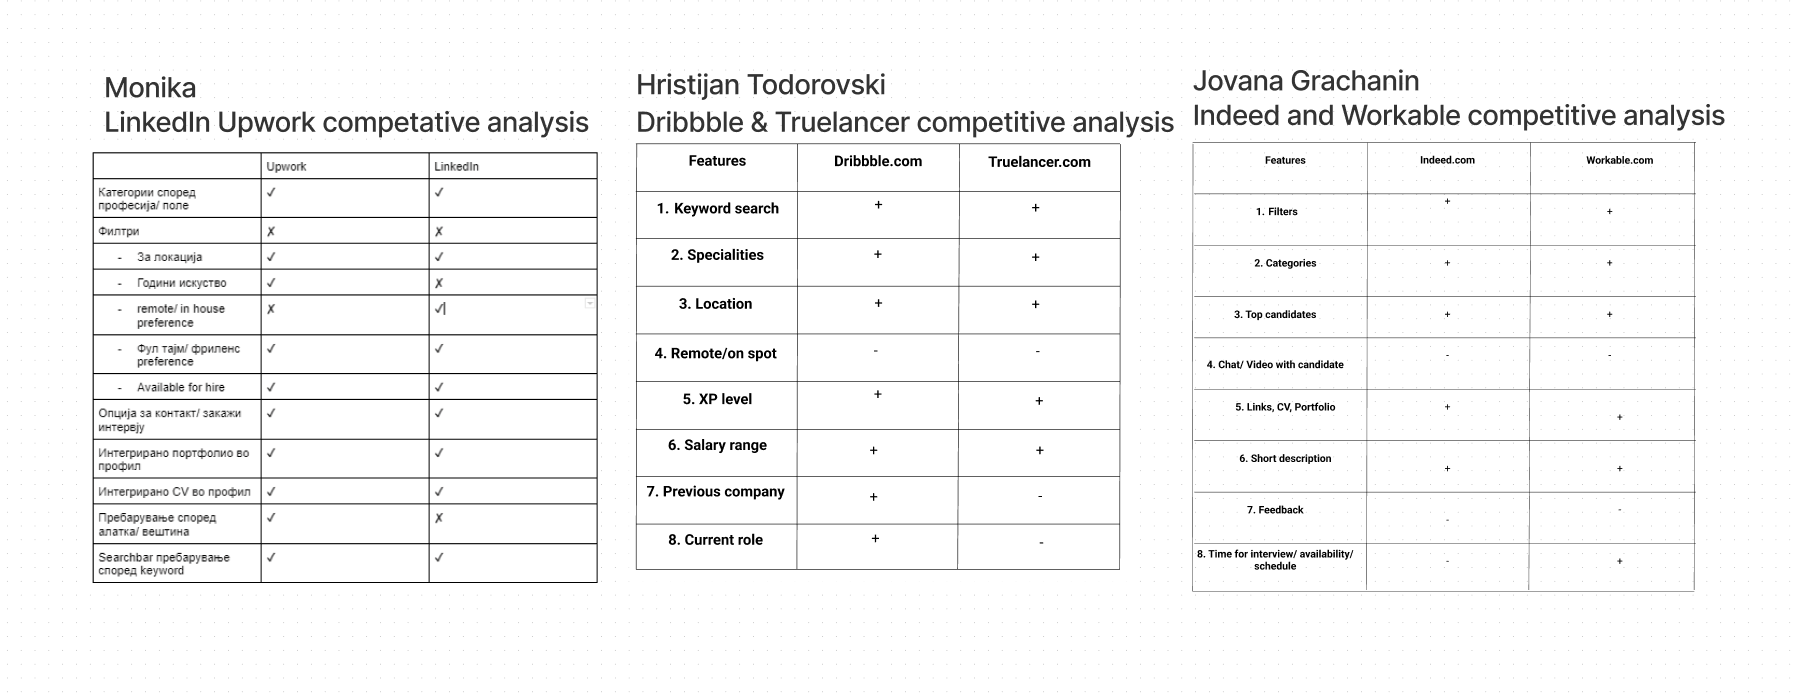 Monika
LinkedIn Upwork competative analysis
Upwork LinkedIn
Категории според
професија/ поле ✓ ✓
Филтри ✗ ✗
- За локација ✓ ✓
- Години искуство ✓ ✗
- remote/ in house
preference ✗ ✓
- Фул тајм/ фриленс
preference ✓ ✓
- Available for hire ✓ ✓
Опција за контакт/ закажи
интервју ✓ ✓
Интегрирано портфолио во
профил ✓ ✓
Интегрирано CV во профил ✓ ✓
Пребарување според
алатка/ вештина ✓ ✗
Searchbar пребарување
според keyword ✓ ✓
Hristijan Todorovski
Dribbble & Truelancer competitive analysis
Features Dribbble.com Truelancer.com
1. Keyword search + +
2. Specialities + +
3. Location + +
4. Remote/on spot - -
5. XP level + +
6. Salary range + +
7. Previous company + -
8. Current role + -
Jovana Grachanin
Indeed and Workable competitive analysis
Features Indeed.com Workable.com
1. Filters + +
2. Categories + +
3. Top candidates + +
4. Chat/ Video with candidate - -
5. Links, CV, Portfolio + +
6. Short description + +
7. Feedback - -
8. Time for interview/ availability/
schedule - +